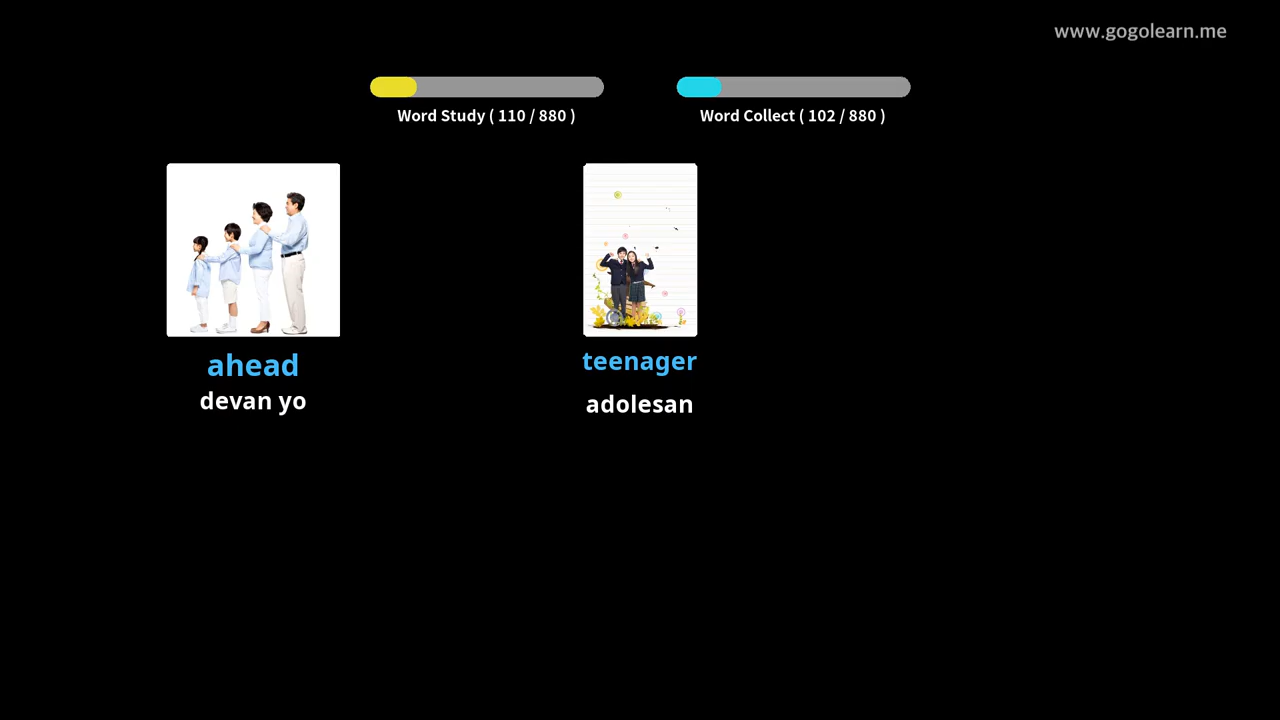 www.gogolearn.me
Word Study ( 110 / 880 )
Word Collect ( 102 / 880 )
ahead
devan yo
teenager
adolesan